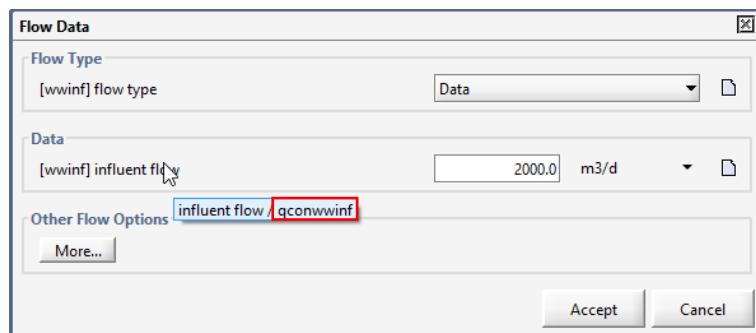 Flow Data
Flow Type
[wwinf] flow type
Data
Data
[wwinf] influent flow
2000.0
m3/d
influent flow / qconwwinf
Other Flow Options
More...
Accept
Cancel